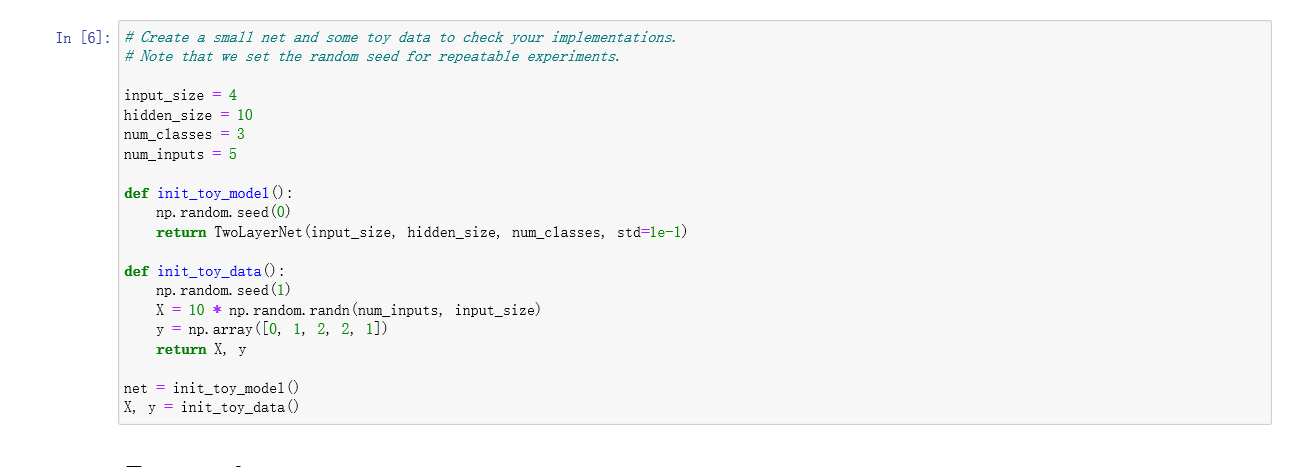 In [6]: # Create a small net and some toy data to check your implementations.
# Note that we set the random seed for repeatable experiments.
input_size = 4
hidden_size = 10
num_classes = 3
num_inputs = 5
def init_toy_model():
    np.random.seed(0)
    return TwoLayerNet(input_size, hidden_size, num_classes, std=1e-1)
def init_toy_data():
    np.random.seed(1)
    X = 10 * np.random.randn(num_inputs, input_size)
    y = np.array([0, 1, 2, 2, 1])
    return X, y
net = init_toy_model()
X, y = init_toy_data()